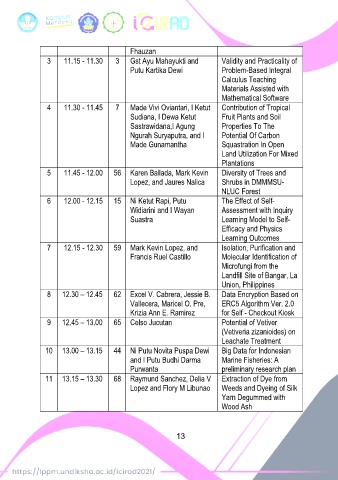 iCiRAD
Fhauzan
3 11.15 - 11.30 3 Gst Ayu Mahayukti and Validity and Practicality of
Putu Kartika Dewi Problem-Based Integral
Calculus Teaching
Materials Assisted with
Mathematical Software
4 11.30 - 11.45 7 Made Vivi Oviantari, I Ketut Contribution of Tropical
Sudiana, I Dewa Ketut Fruit Plants and Soil
Sastrawidana,I Agung Properties To The
Ngurah Suryaputra, and I Potential Of Carbon
Made Gunamantha Squastration In Open
Land Utilization For Mixed
Plantations
5 11.45 - 12.00 56 Karen Ballada, Mark Kevin Diversity of Trees and
Lopez, and Jaures Nalica Shrubs in DMMMSU-
NLUC Forest
6 12.00 - 12.15 15 Ni Ketut Rapi, Putu The Effect of Self-
Widiarini and I Wayan Assessment with Inquiry
Suastra Learning Model to Self-
Efficacy and Physics
Learning Outcomes
7 12.15 - 12.30 59 Mark Kevin Lopez, and Isolation, Purification and
Francis Ruel Castillo Molecular Identification of
Microfungi from the
Landfill Site of Bangar, La
Union, Philippines
8 12.30 – 12.45 62 Excel V. Cabrera, Jessie B. Data Encryption Based on
Vallecera, Maricel O. Pre, ERC5 Algorithm Ver. 2.0
Krizia Ann E. Ramirez for Self - Checkout Kiosk
9 12.45 – 13.00 65 Celso Jucutan Potential of Vetiver
(Vetiveria zizanioides) on
Leachate Treatment
10 13.00 – 13.15 44 Ni Putu Novita Puspa Dewi Big Data for Indonesian
and I Putu Budhi Darma Marine Fisheries: A
Purwanta preliminary research plan
11 13.15 – 13.30 68 Raymund Sanchez, Delia V Extraction of Dye from
Lopez and Flory M Libunao Weeds and Dyeing of Silk
Yarn Degummed with
Wood Ash
13
https://lppm.undiksha.ac.id/icirad2021/